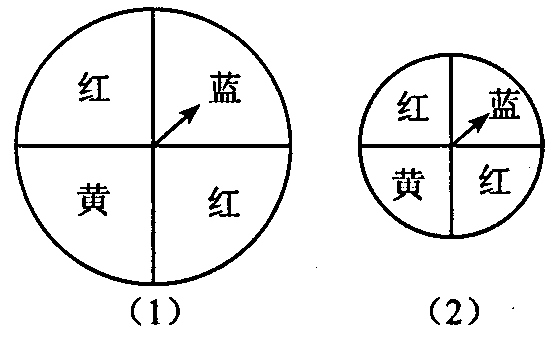 红 蓝 红 蓝
黄 红 黄 红
(1) (2)